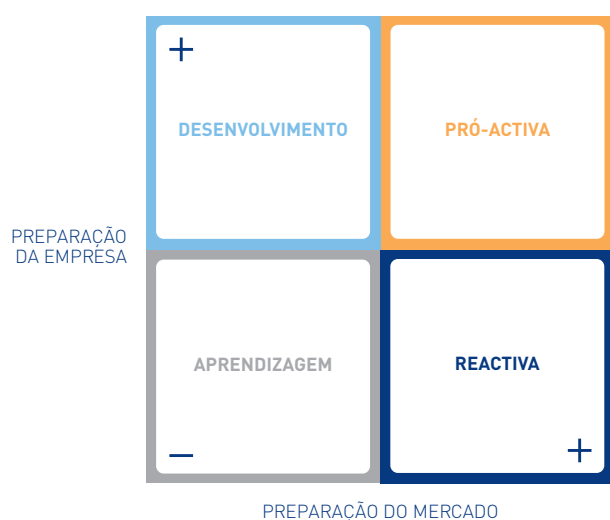 +
DESENVOLVIMENTO
PRÓ-ACTIVA
PREPARAÇÃO
DA EMPRESA
APRENDIZAGEM
REACTIVA
–
+
PREPARAÇÃO DO MERCADO